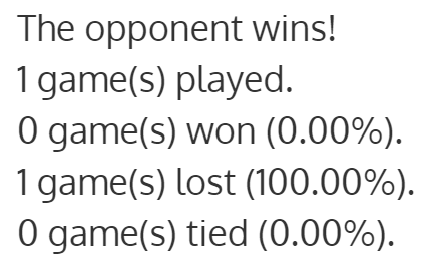 The opponent wins!
1 game(s) played.
0 game(s) won (0.00%).
1 game(s) lost (100.00%).
0 game(s) tied (0.00%).